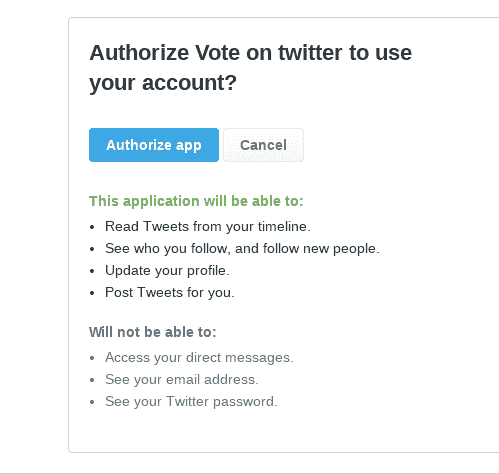 Authorize Vote on twitter to use
your account?
Authorize app Cancel
This application will be able to:
• Read Tweets from your timeline.
• See who you follow, and follow new people.
• Update your profile.
• Post Tweets for you.
Will not be able to:
• Access your direct messages.
• See your email address.
• See your Twitter password.